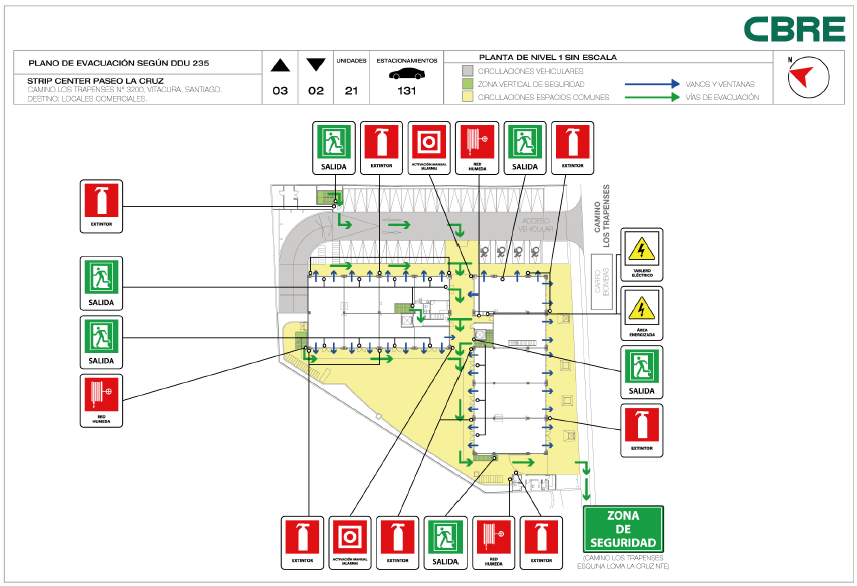 CBRE
PLANO DE EVACUACIÓN SEGÚN DDU 235
STRIP CENTER PASEO LA CRUZ
CAMINO LOS TRAPENSES N° 3200, VITACURA, SANTIAGO.
DESTINO: LOCALES COMERCIALES.
03
02
UNIDADES
21
ESTACIONAMIENTOS
131
PLANTA DE NIVEL 1 SIN ESCALA
CIRCULACIONES VEHICULARES
ZONA VERTICAL DE SEGURIDAD
CIRCULACIONES ESPACIOS COMUNES
VANOS Y VENTANAS
VÍAS DE EVACUACIÓN
N
SALIDA
EXTINTOR
ACTIVACIÓN MANUAL
(ALARMA)
RED
HUMEDA
SALIDA
EXTINTOR
EXTINTOR
SALIDA
SALIDA
RED
HUMEDA
ACCESO
VEHICULAR
CAMINO
LOS TRAPENSES
CARRO
BOMBAS
TABLERO
ELÉCTRICO
ÁREA
ENERGIZADA
SALIDA
EXTINTOR
EXTINTOR
ACTIVACIÓN MANUAL
(ALARMA)
EXTINTOR
SALIDA
RED
HUMEDA
EXTINTOR
ZONA
DE
SEGURIDAD
(CAMINO LOS TRAPENSES
ESQUINA LOMA LA CRUZ NTE)